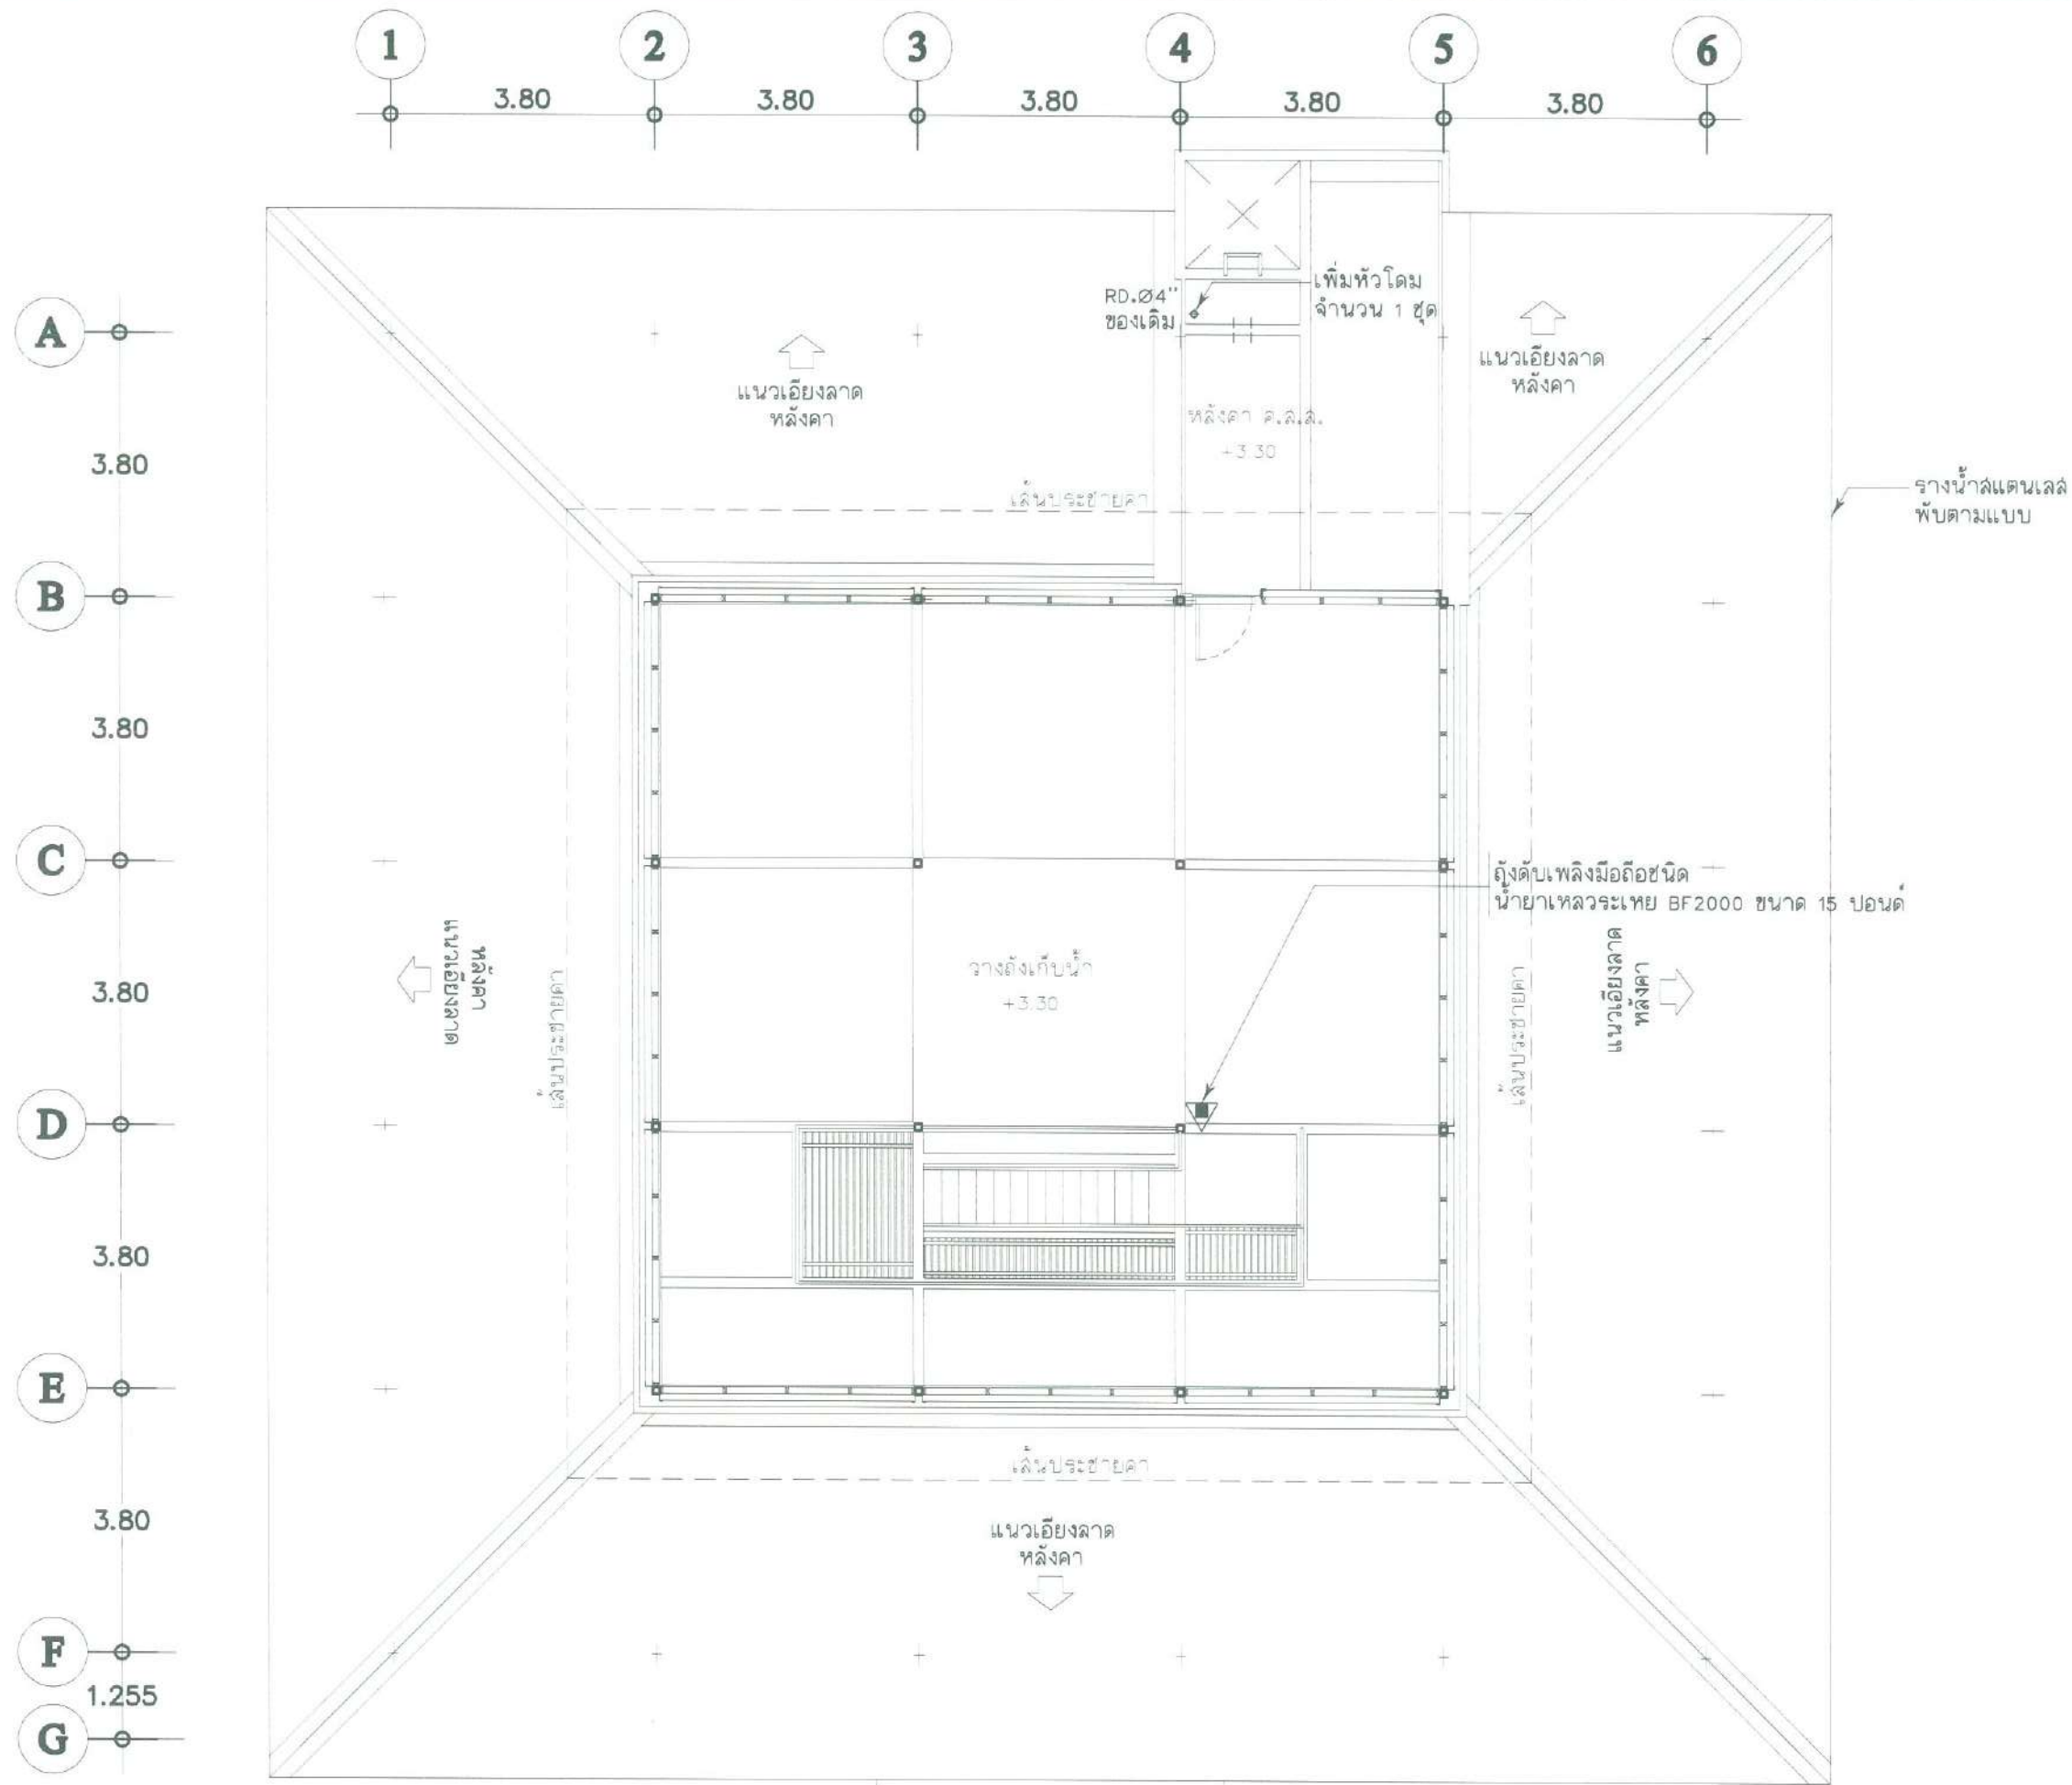 1
2
3
4
5
6
3.80
3.80
3.80
3.80
3.80
A
B
C
D
E
F
G
3.80
3.80
3.80
3.80
3.80
1.255
RD.Ø4"
ของเดิม
เพิ่มหัวโดม
จำนวน 1 ชุด
แนวเอียงลาด
หลังคา
แนวเอียงลาด
หลังคา
หลังคา ค.ส.ล.
+3.30
เส้นประชายคา
รางน้ำสแตนเลส
พับตามแบบ
ถังดับเพลิงมือถือชนิด
น้ำยาเหลวระเหย BF2000 ขนาด 15 ปอนด์
วางถังเก็บน้ำ
+3.30
แนวเอียงลาด
หลังคา
เส้นประชายคา
เส้นประชายคา
แนวเอียงลาด
หลังคา
เส้นประชายคา
แนวเอียงลาด
หลังคา